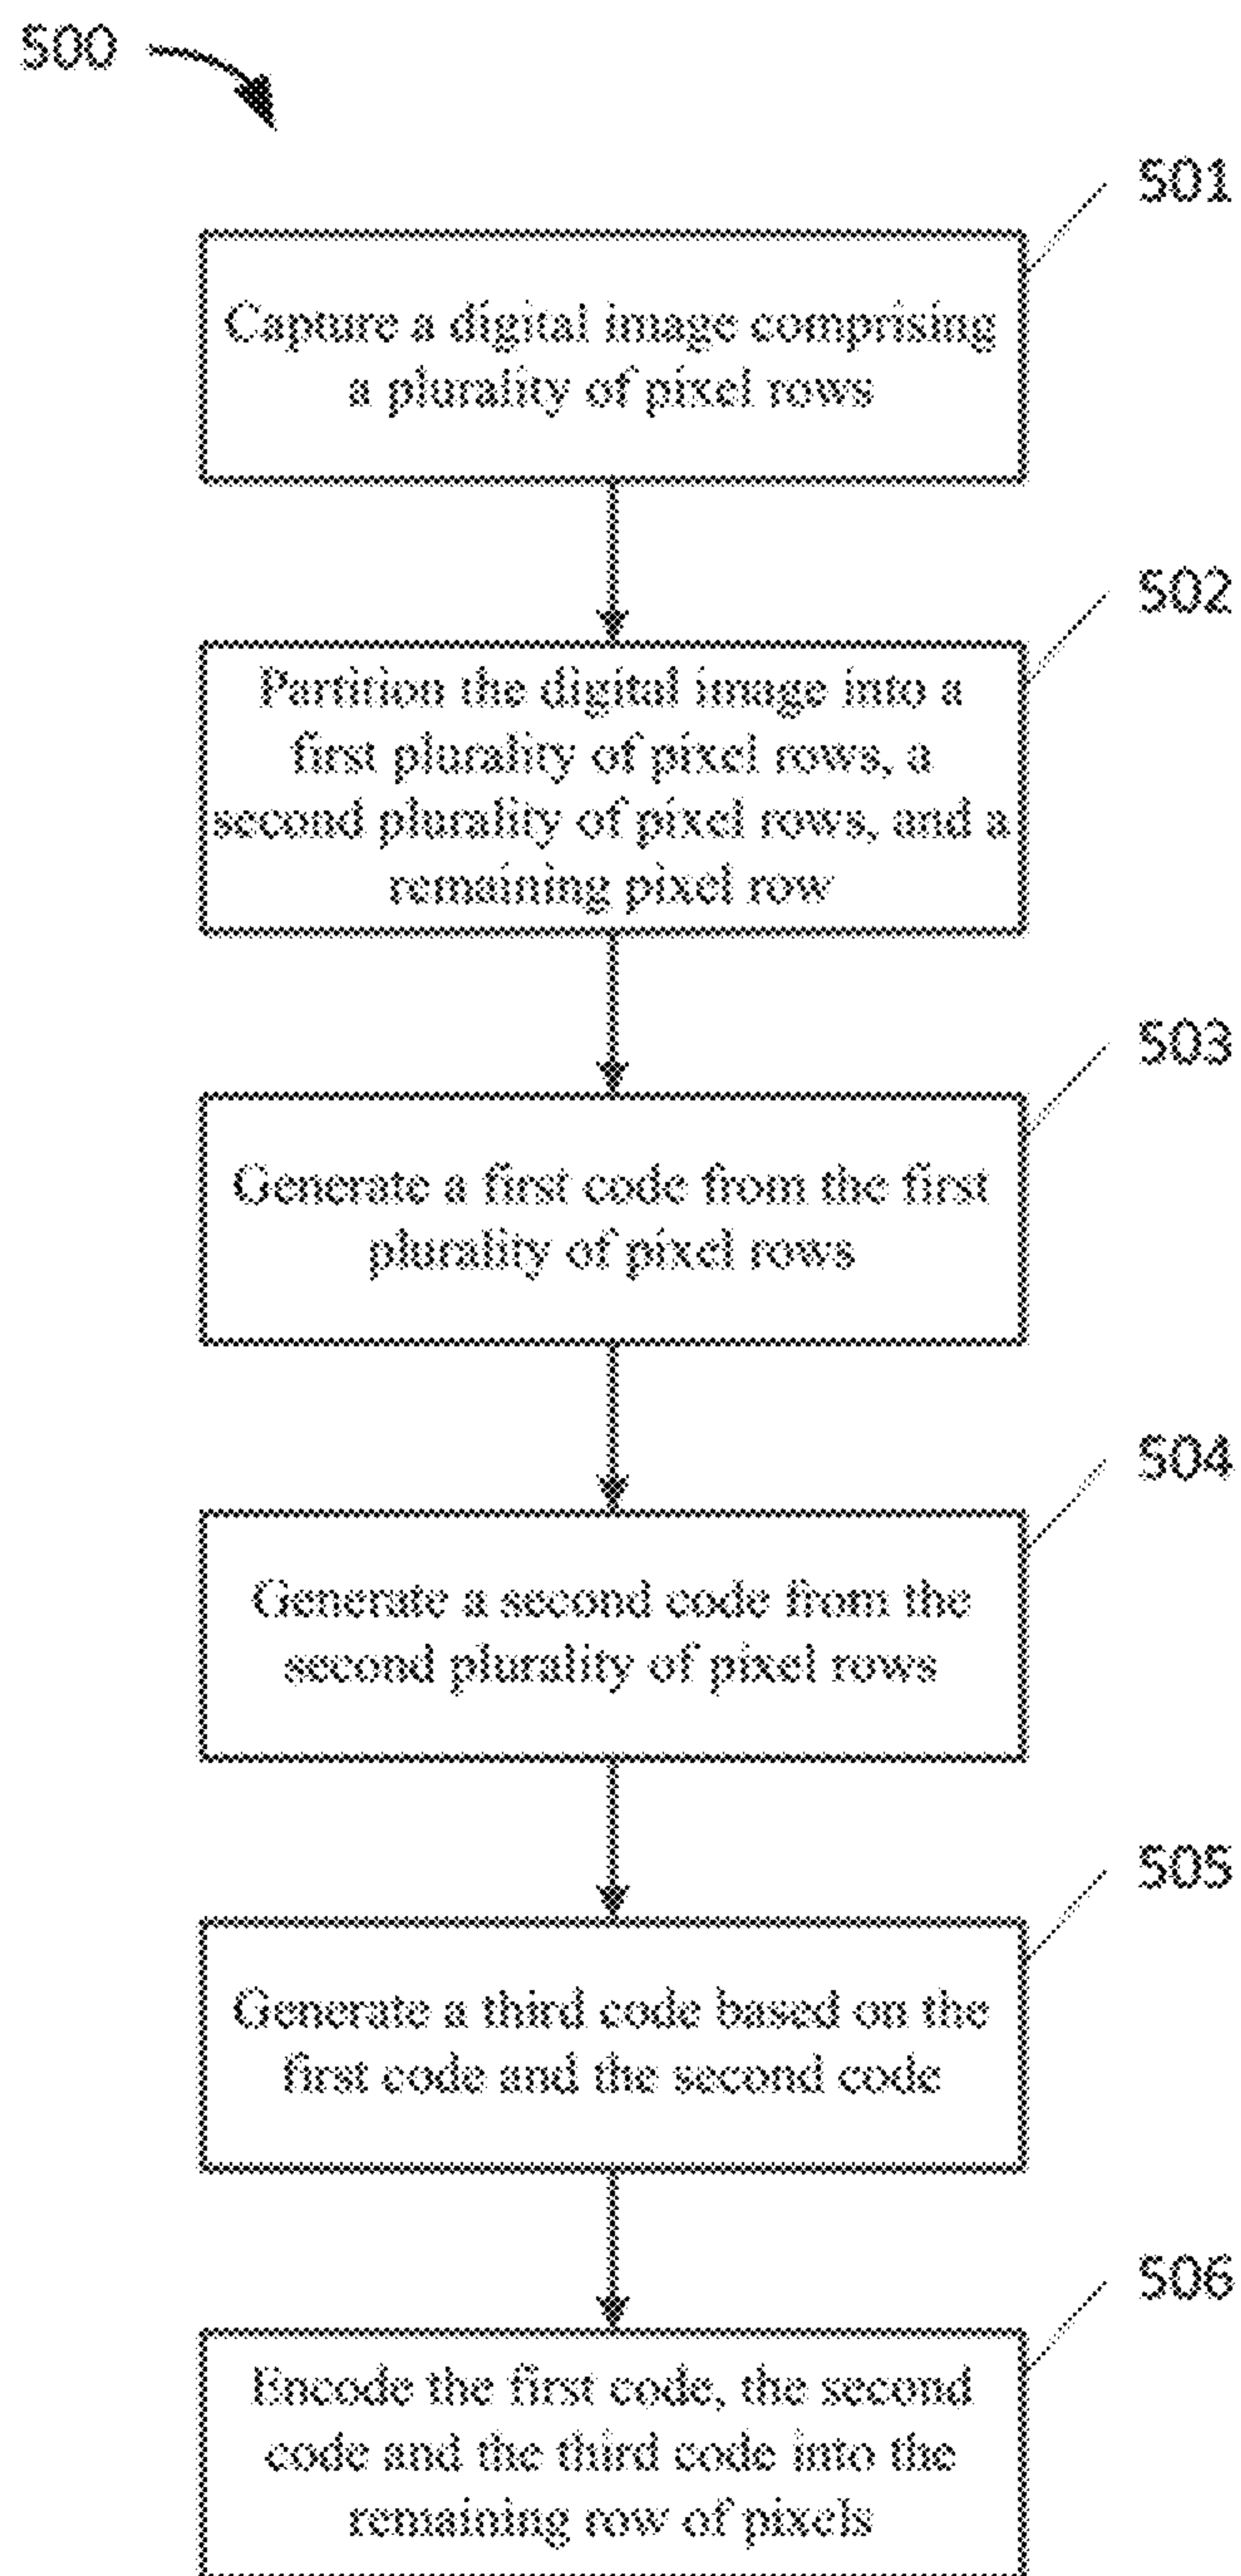 500
501
Capture a digital image comprising
a plurality of pixel rows
502
Partition the digital image into a
first plurality of pixel rows, a
second plurality of pixel rows, and a
remaining pixel row
503
Generate a first code from the first
plurality of pixel rows
504
Generate a second code from the
second plurality of pixel rows
505
Generate a third code based on the
first code and the second code
506
Encode the first code, the second
code and the third code into the
remaining row of pixels